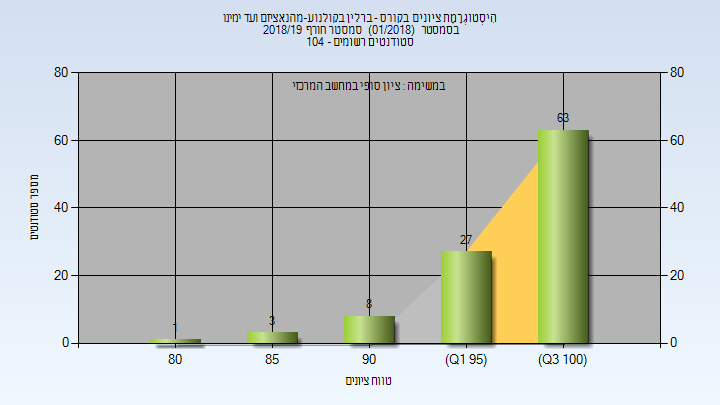 הִיסְטוֹגְרָמַת ציונים בקורס - ברלין בקולנוע-מהנאציזם ועד ימינו
בסמסטר (01/2018) סמסטר חורף 2018/19
סטודנטים רשומים - 104
במשימה : ציון סופי במחשב המרכזי
80 80
60 60
40 40
20 20
0 0
1 3 8 27 63
80 85 90 (Q1 95) (Q3 100)
מספר סטודנטים
טווח ציונים